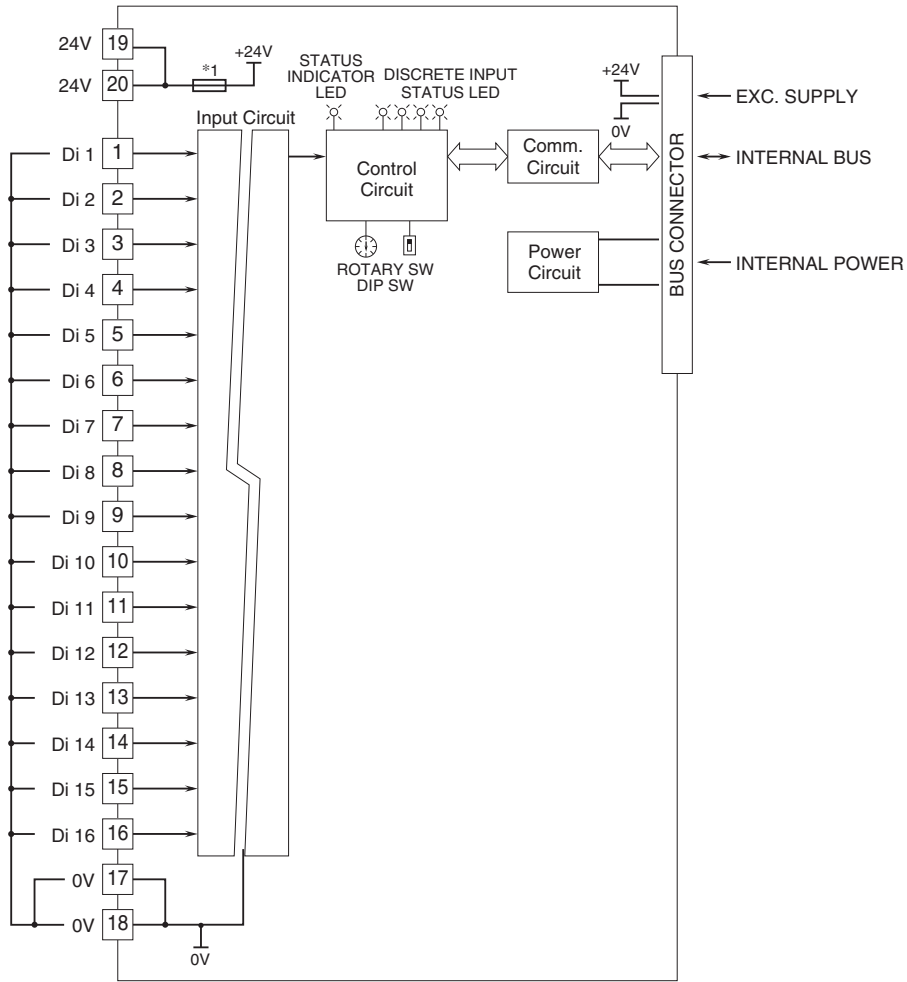 24V 19
24V 20
*1
+24V
STATUS
INDICATOR
LED
DISCRETE INPUT
STATUS LED
+24V
0V
EXC. SUPPLY
Input Circuit
Control
Circuit
Comm.
Circuit
INTERNAL BUS
BUS CONNECTOR
ROTARY SW
DIP SW
Power
Circuit
INTERNAL POWER
Di 1 1
Di 2 2
Di 3 3
Di 4 4
Di 5 5
Di 6 6
Di 7 7
Di 8 8
Di 9 9
Di 10 10
Di 11 11
Di 12 12
Di 13 13
Di 14 14
Di 15 15
Di 16 16
0V 17
0V 18
0V